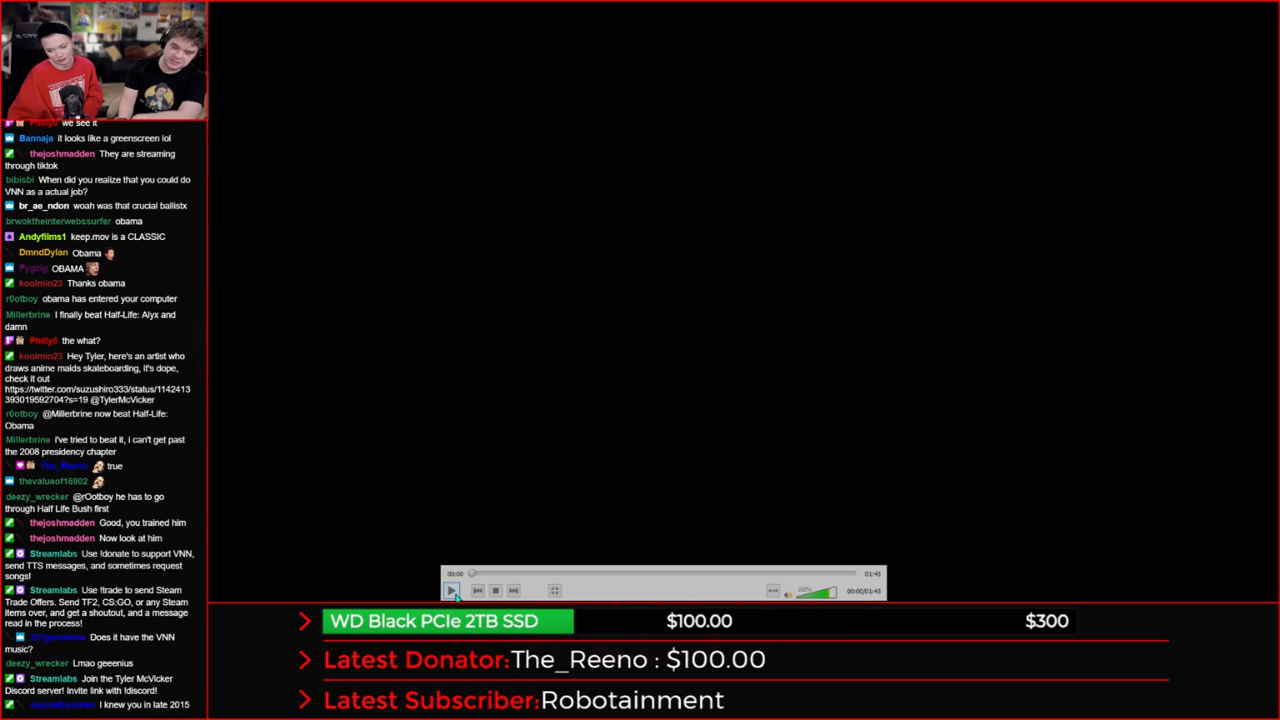 Philly0 we see it
Bannaja it looks like a greenscreen lol
thejoshmadden They are streaming
through tiktok
bibisbi When did you realize that you could do
VNN as a actual job?
br_ae_ndon woah was that crucial ballistx
brwoktheinterwebssurfer obama
Andyfilms1 keep.mov is a CLASSIC
DmndDylan Obama
Pygzig OBAMA
koolmin23 Thanks obama
r0otboy obama has entered your computer
Millerbrine I finally beat Half-Life: Alyx and
damn
Philly0 the what?
koolmin23 Hey Tyler, here's an artist who
draws anime maids skateboarding, it's dope,
check it out
https://twitter.com/suzushiro333/status/1142413
393019592704?s=19 @TylerMcVicker
r0otboy @Millerbrine now beat Half-Life:
Obama
Millerbrine i've tried to beat it, i can't get past
the 2008 presidency chapter
The_Reeno true
thevalueof16902
deezy_wrecker @rOotboy he has to go
through Half Life Bush first
thejoshmadden Good, you trained him
thejoshmadden Now look at him
Streamlabs Use !donate to support VNN,
send TTS messages, and sometimes request
songs!
Streamlabs Use !trade to send Steam
Trade Offers. Send TF2, CS:GO, or any Steam
items over, and get a shoutout, and a message
read in the process!
Does it have the VNN
music?
deezy_wrecker Lmao geeenius
Streamlabs Join the Tyler McVicker
Discord server! Invite link with !discord!
I knew you in late 2015
00:00 01:43
00:00/01:43
WD Black PCIe 2TB SSD $100.00 $300
Latest Donator:The_Reeno : $100.00
Latest Subscriber:Robotainment